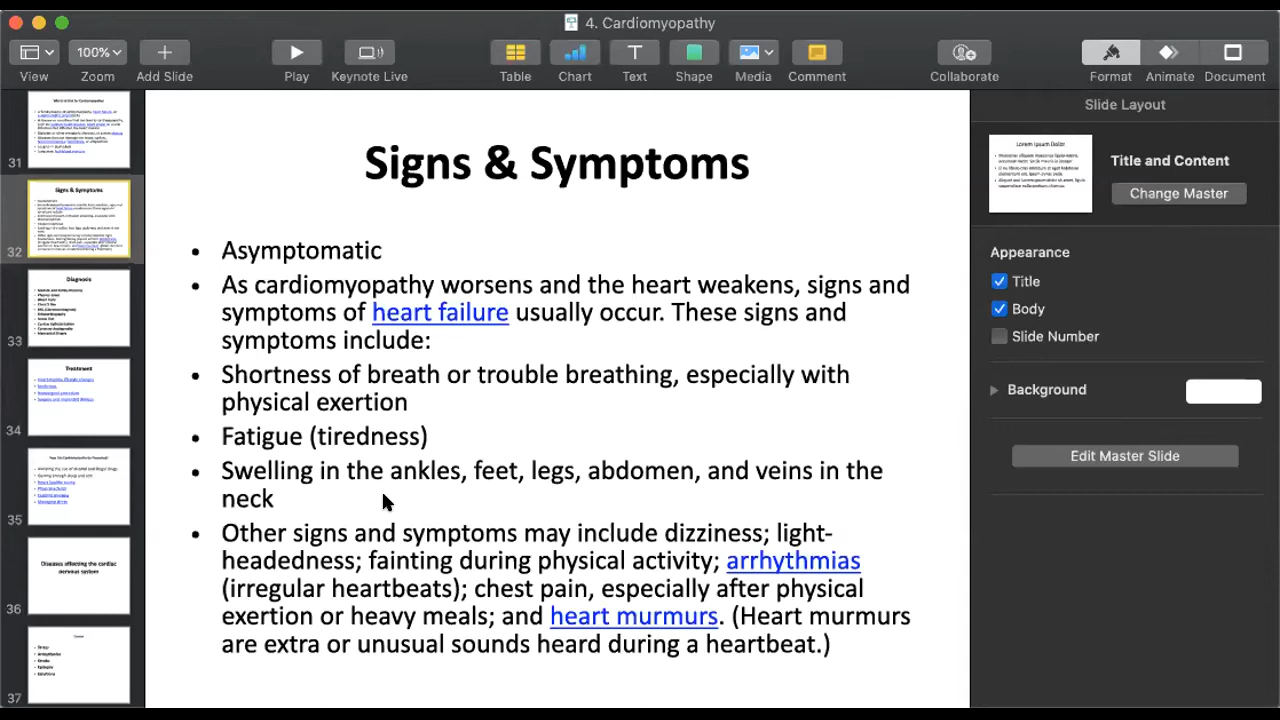 4. Cardiomyopathy
100%
View
Zoom
Add Slide
Play
Keynote Live
Table
Chart
Text
Shape
Media
Comment
Collaborate
Format
Animate
Document
31
Signs & Symptoms
32
Diagnosis
33
Treatment
34
35
Diseases affecting the cardiac
nervous system
36
37
Signs & Symptoms
• Asymptomatic
• As cardiomyopathy worsens and the heart weakens, signs and
symptoms of heart failure usually occur. These signs and
symptoms include:
• Shortness of breath or trouble breathing, especially with
physical exertion
• Fatigue (tiredness)
• Swelling in the ankles, feet, legs, abdomen, and veins in the
neck
• Other signs and symptoms may include dizziness; light-
headedness; fainting during physical activity; arrhythmias
(irregular heartbeats); chest pain, especially after physical
exertion or heavy meals; and heart murmurs. (Heart murmurs
are extra or unusual sounds heard during a heartbeat.)
Slide Layout
Lorem Ipsum Dolor
Title and Content
Change Master
Appearance
Title
Body
Slide Number
Background
Edit Master Slide